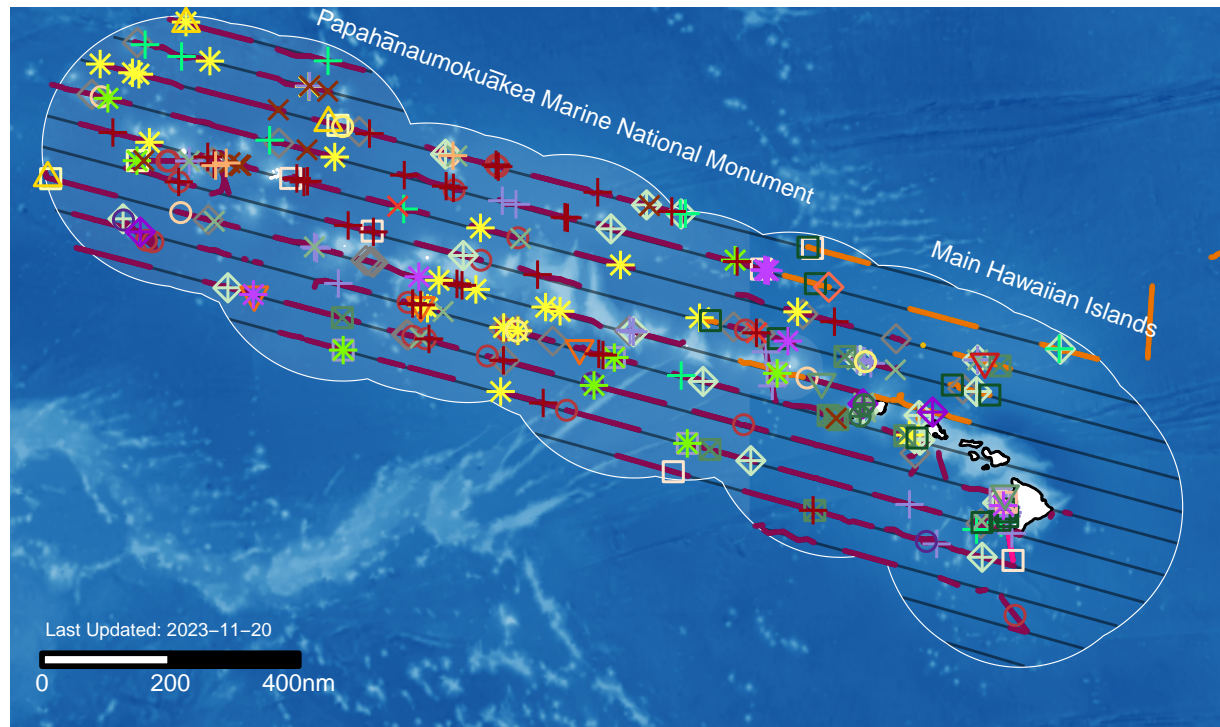 Papahānaumokuākea Marine National Monument
Main Hawaiian Islands
Last Updated: 2023−11−20
0 200 400nm